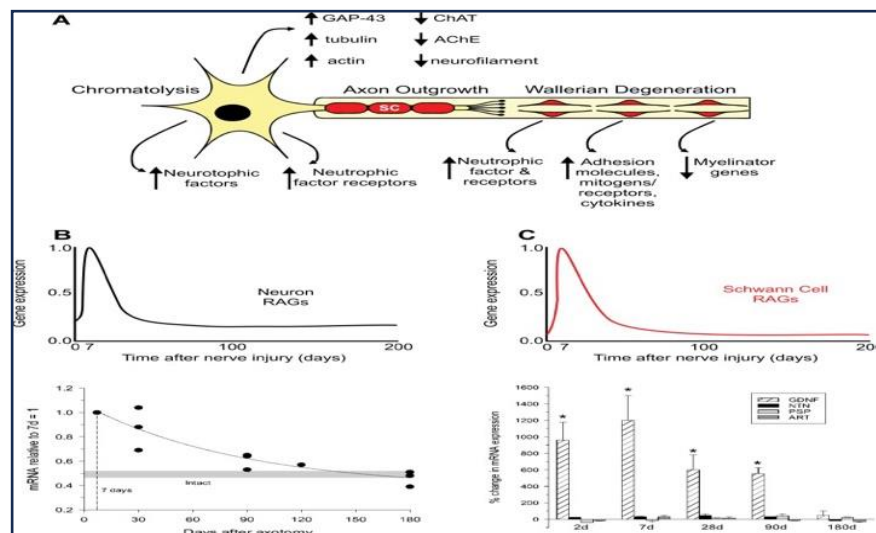 A
GAP-43 ChAT
tubulin AChE
actin neurofilament
Chromatolysis Axon Outgrowth Wallerian Degeneration
SC
Neurotophic factors
Neutrophic factor receptors
Neutrophic factor & receptors
Adhesion molecules, mitogens/ receptors, cytokines
Myelinator genes
B
Gene expression
1.0
0.5
0.0
Neuron
RAGs
0 7 100 200
Time after nerve injury (days)
C
Gene expression
1.0
0.5
0.0
Schwann Cell
RAGs
0 7 100 200
Time after nerve injury (days)
mRNA relative to 7d = 1
1.2
1.0
0.8
0.6
0.4
0.2
Intact
7 days
0 30 60 90 120 150 180
Days after axotomy
% change in mRNA expression
1600
1400
1200
1000
800
600
400
200
0
* * * *
GDNF
NTN
PSP
ART
2d 7d 28d 90d 180d